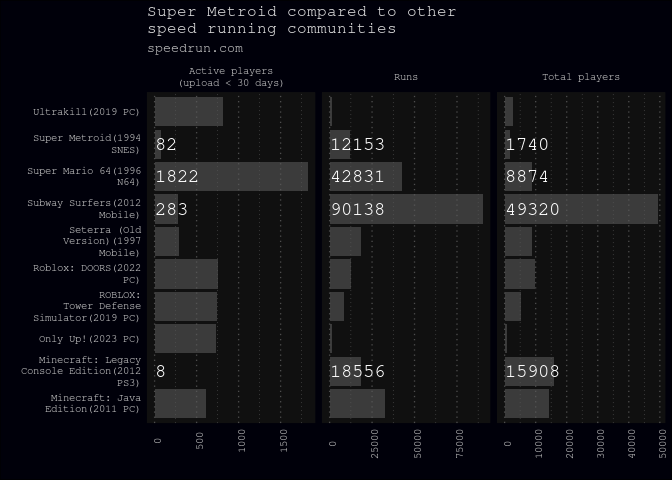 Super Metroid compared to other
speed running communities
speedrun.com
Active players
(upload < 30 days)
Runs
Total players
Ultrakill(2019 PC)
Super Metroid(1994
SNES)
82
12153
1740
Super Mario 64(1996
N64)
1822
42831
8874
Subway Surfers(2012
Mobile)
283
90138
49320
Seterra (Old
Version)(1997
Mobile)
Roblox: DOORS(2022
PC)
ROBLOX:
Tower Defense
Simulator(2019 PC)
Only Up!(2023 PC)
Minecraft: Legacy
Console Edition(2012
PS3)
8
18556
15908
Minecraft: Java
Edition(2011 PC)
0
500
1000
1500
0
25000
50000
75000
0
10000
20000
30000
40000
50000